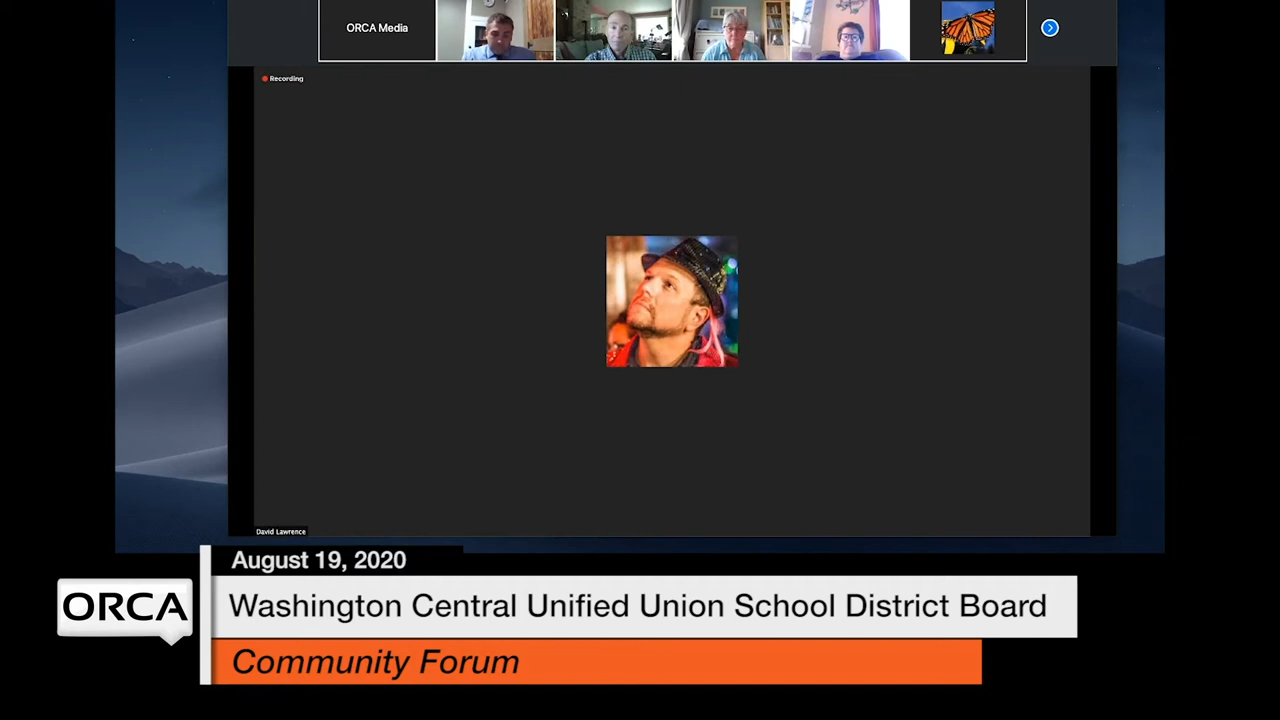 ORCA Media
Recording
David Lawrence
August 19, 2020
ORCA
Washington Central Unified Union School District Board
Community Forum